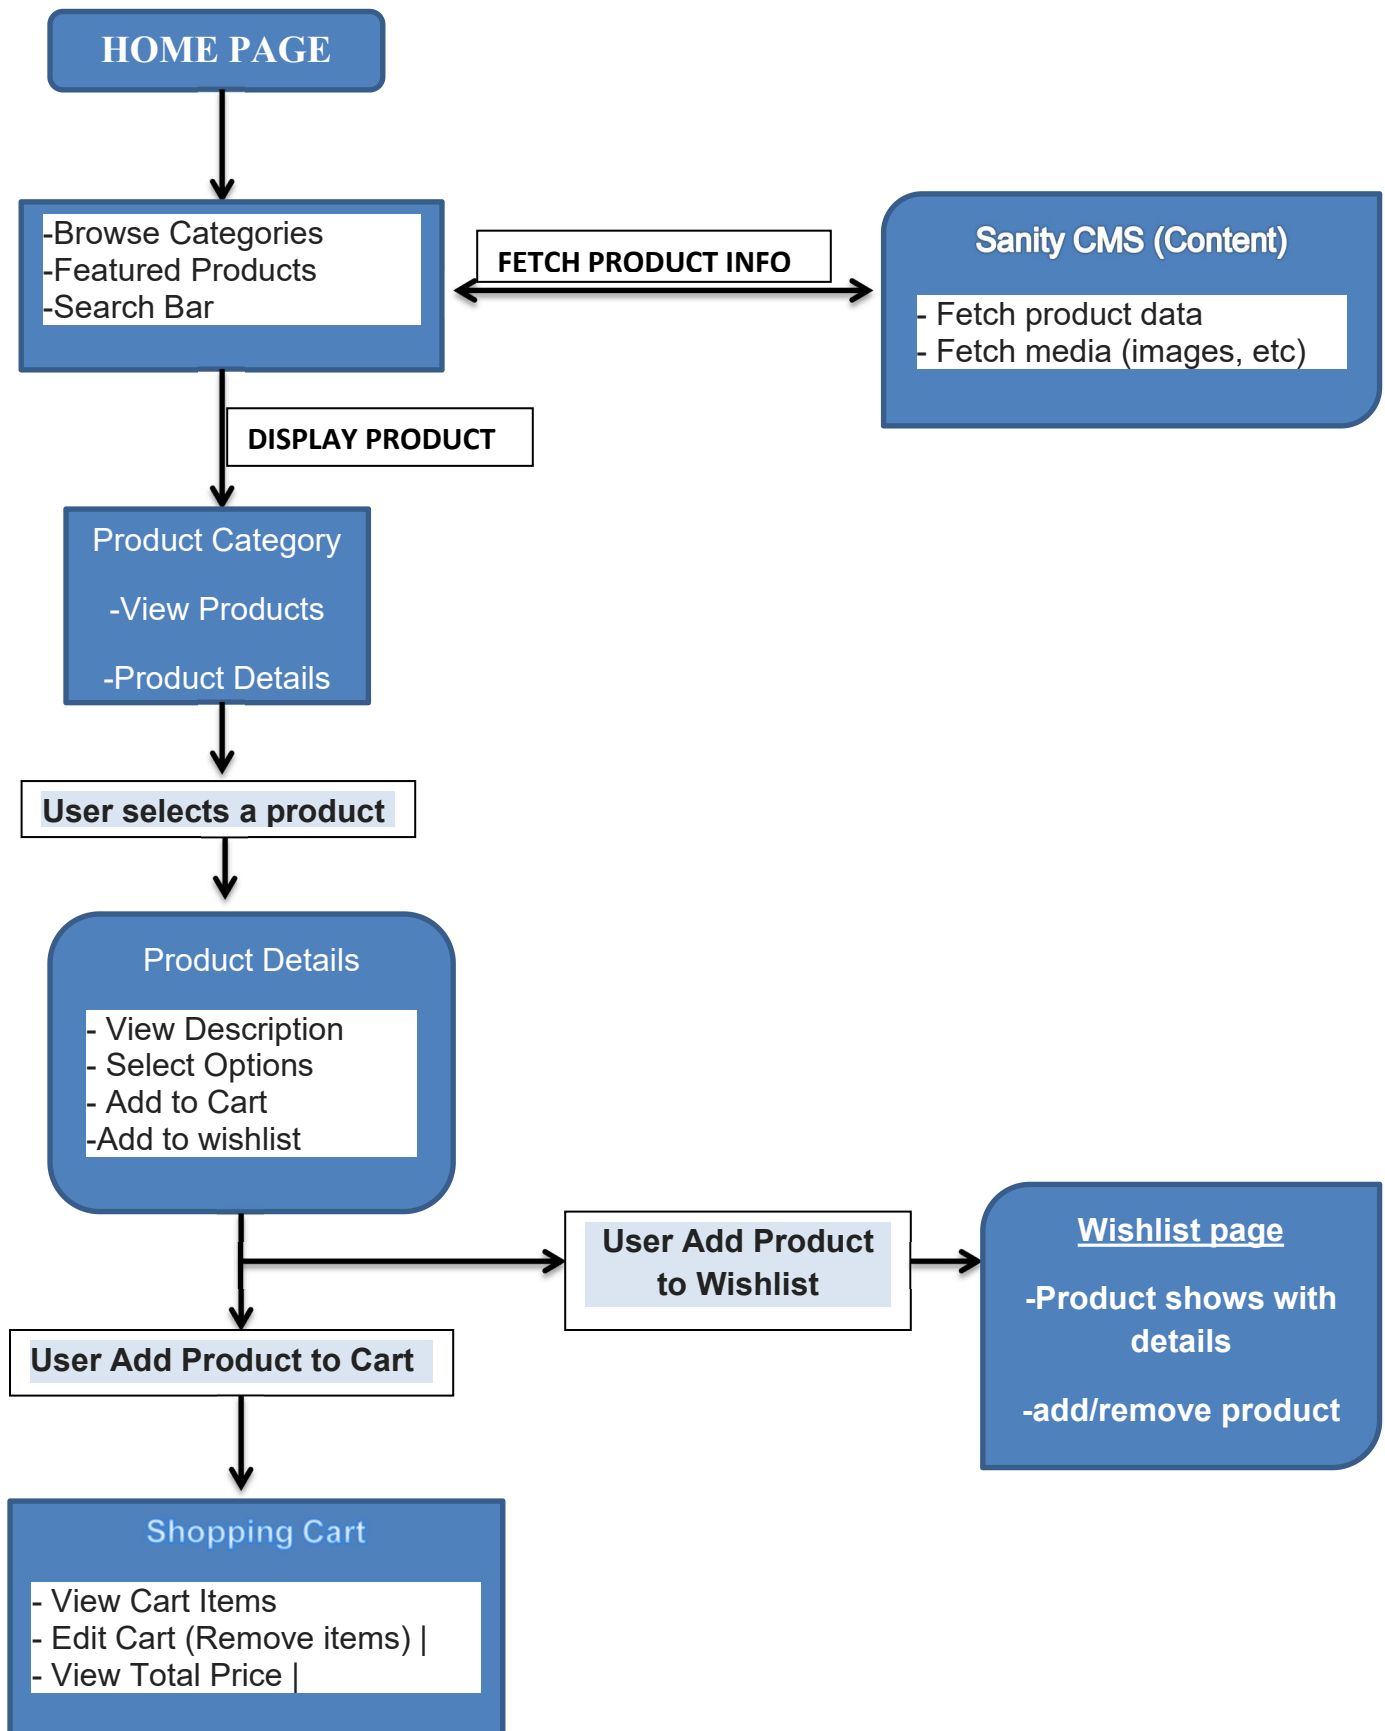 HOME PAGE
-Browse Categories
-Featured Products
-Search Bar
FETCH PRODUCT INFO
Sanity CMS (Content)
- Fetch product data
- Fetch media (images, etc)
DISPLAY PRODUCT
Product Category
-View Products
-Product Details
User selects a product
Product Details
- View Description
- Select Options
- Add to Cart
-Add to wishlist
User Add Product
to Wishlist
Wishlist page
-Product shows with
details
-add/remove product
User Add Product to Cart
Shopping Cart
- View Cart Items
- Edit Cart (Remove items) |
- View Total Price |